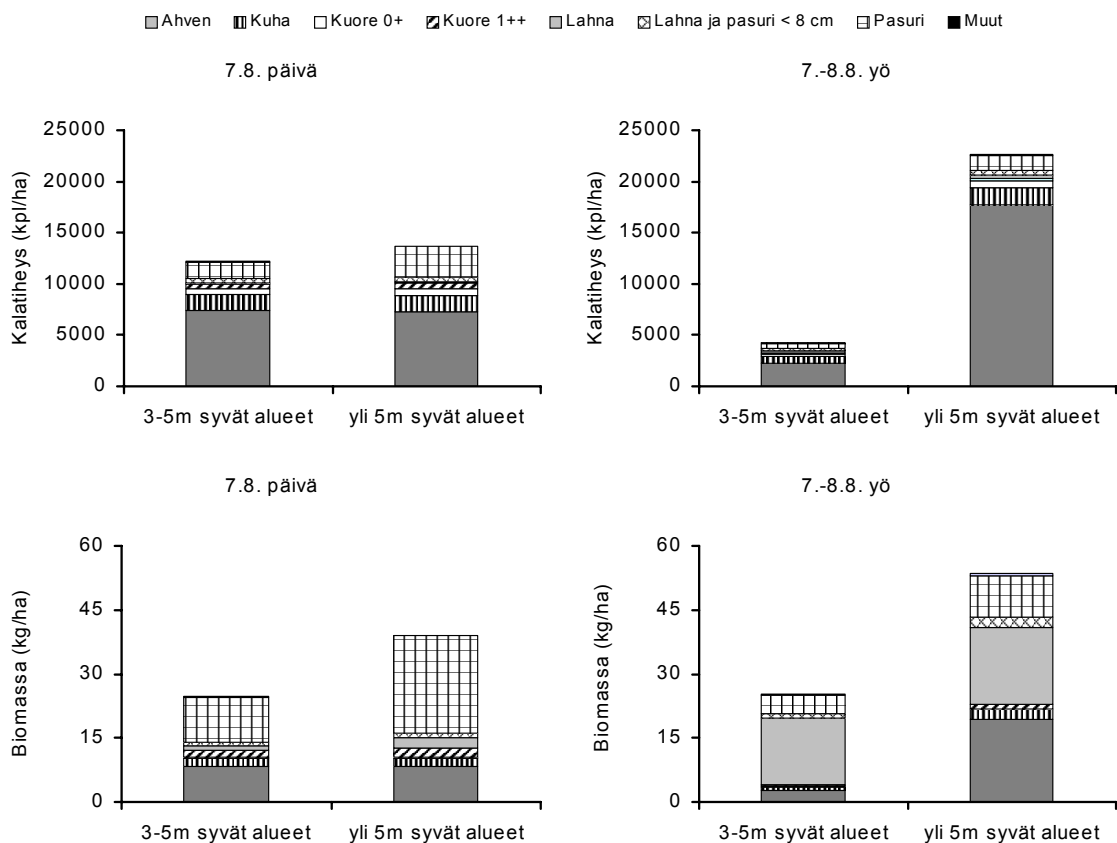 Ahven Kuha Kuore 0+ Kuore 1++ Lahna Lahna ja pasuri < 8 cm Pasuri Muut
7.8. päivä
Kalatiheys (kpl/ha)
25000
20000
15000
10000
5000
0
3-5m syvät alueet yli 5m syvät alueet
7.-8.8. yö
Kalatiheys (kpl/ha)
25000
20000
15000
10000
5000
0
3-5m syvät alueet yli 5m syvät alueet
7.8. päivä
Biomassa (kg/ha)
60
45
30
15
0
3-5m syvät alueet yli 5m syvät alueet
7.-8.8. yö
Biomassa (kg/ha)
60
45
30
15
0
3-5m syvät alueet yli 5m syvät alueet